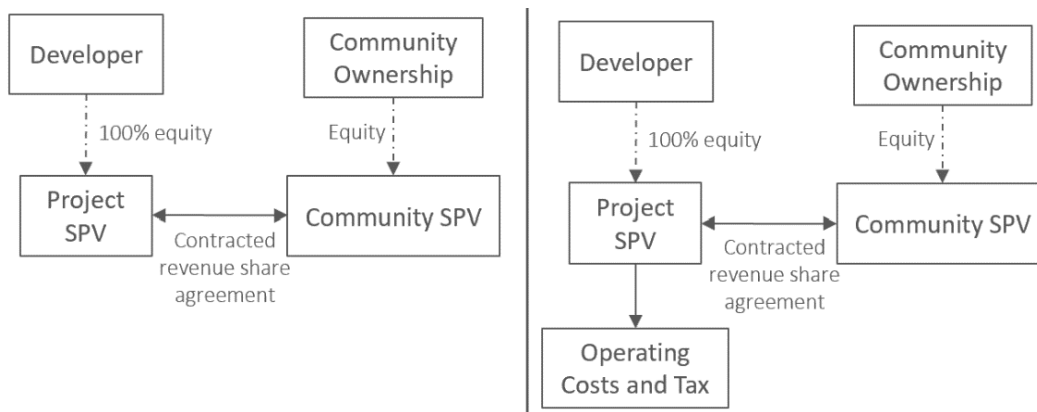 Developer
Community
Ownership
100% equity
Equity
Project
SPV
Community SPV
Contracted
revenue share
agreement
Developer
Community
Ownership
100% equity
Equity
Project
SPV
Community SPV
Contracted
revenue share
agreement
Operating
Costs and Tax